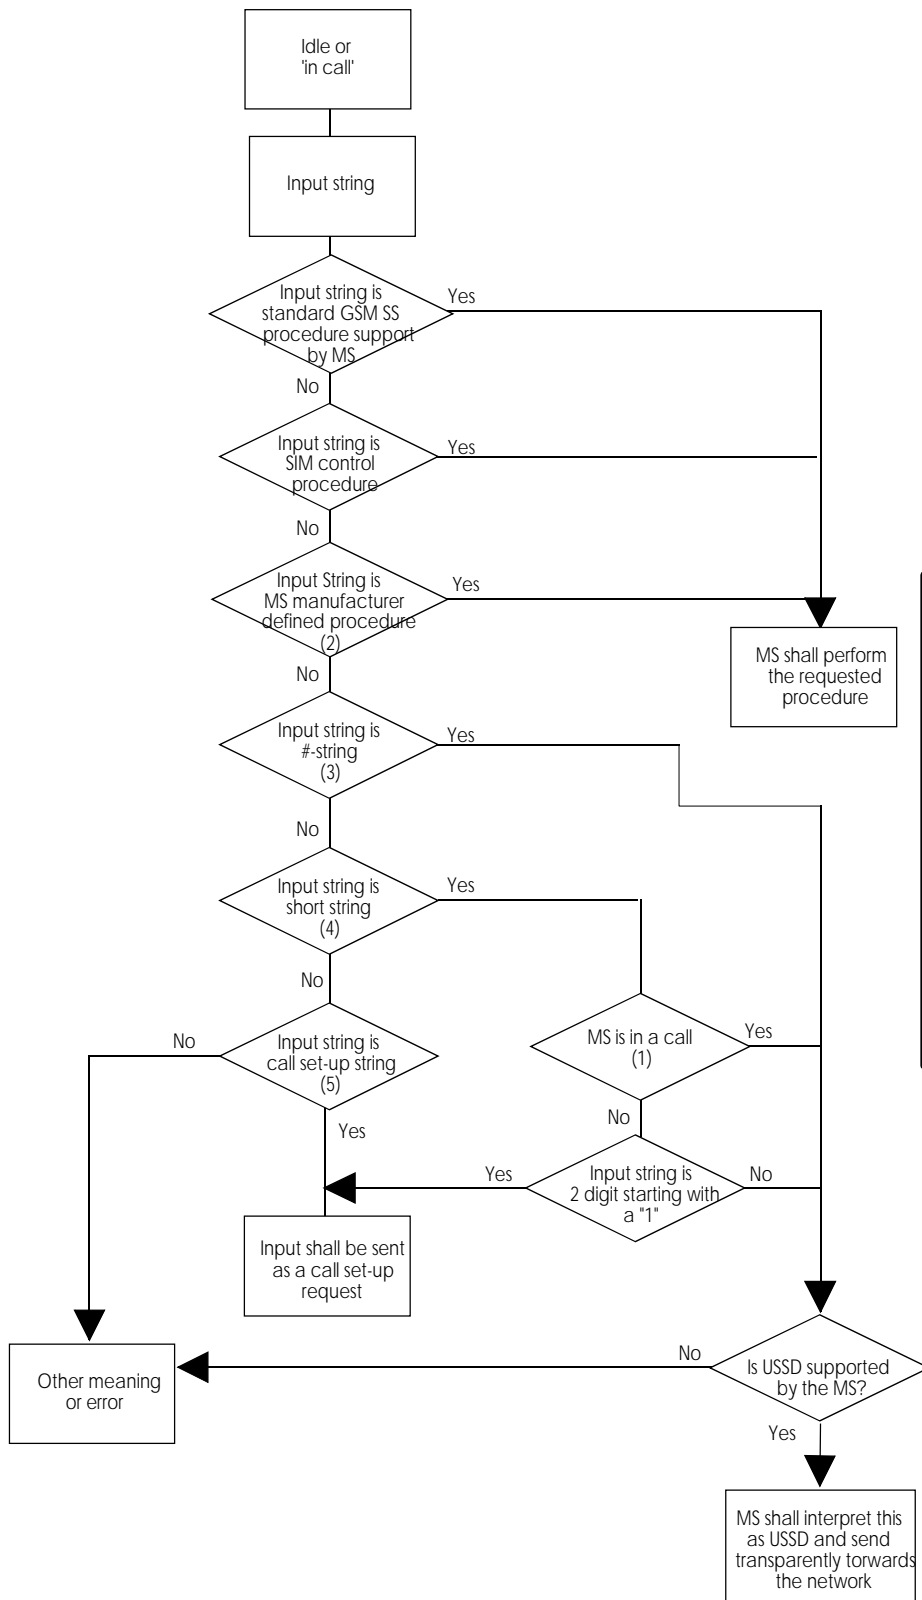 Idle or
'in call'
Input string
Input string is
standard GSM SS
procedure support
by MS
Yes
No
Input string is
SIM control
procedure
Yes
No
Input String is
MS manufacturer
defined procedure
(2)
Yes
No
MS shall perform
the requested
procedure
Input string is
#-string
(3)
Yes
No
Input string is
short string
(4)
Yes
No
MS is in a call
(1)
Yes
No
No
Input string is
call set-up string
(5)
Yes
Yes
Input string is
2 digit starting with
a "1"
No
Input shall be sent
as a call set-up
request
Other meaning
or error
No
Is USSD supported
by the MS?
Yes
MS shall interpret this
as USSD and send
transparently torwards
the network